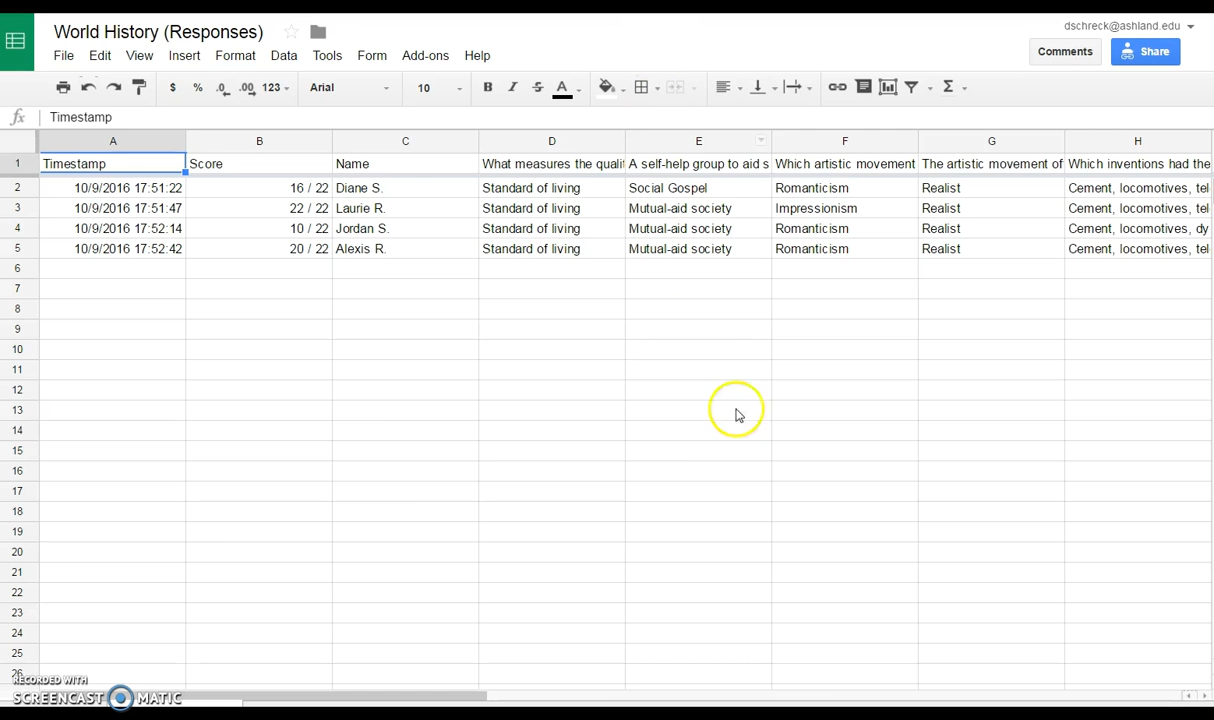 World History (Responses)
dschreck@ashland.edu
File Edit View Insert Format Data Tools Form Add-ons Help
Comments
Share
$ % .0 .00 123 Arial 10 B I S A Σ
fx Timestamp
A B C D E F G H
1 Timestamp Score Name What measures the qualit A self-help group to aid s Which artistic movement The artistic movement of Which inventions had the
2 10/9/2016 17:51:22 16 / 22 Diane S. Standard of living Social Gospel Romanticism Realist Cement, locomotives, tel
3 10/9/2016 17:51:47 22 / 22 Laurie R. Standard of living Mutual-aid society Impressionism Realist Cement, locomotives, tel
4 10/9/2016 17:52:14 10 / 22 Jordan S. Standard of living Mutual-aid society Romanticism Realist Cement, locomotives, dy
5 10/9/2016 17:52:42 20 / 22 Alexis R. Standard of living Mutual-aid society Romanticism Realist Cement, locomotives, tel
6
7
8
9
10
11
12
13
14
15
16
17
18
19
20
21
22
23
24
25
26
RECORDED WITH
SCREENCAST MATIC